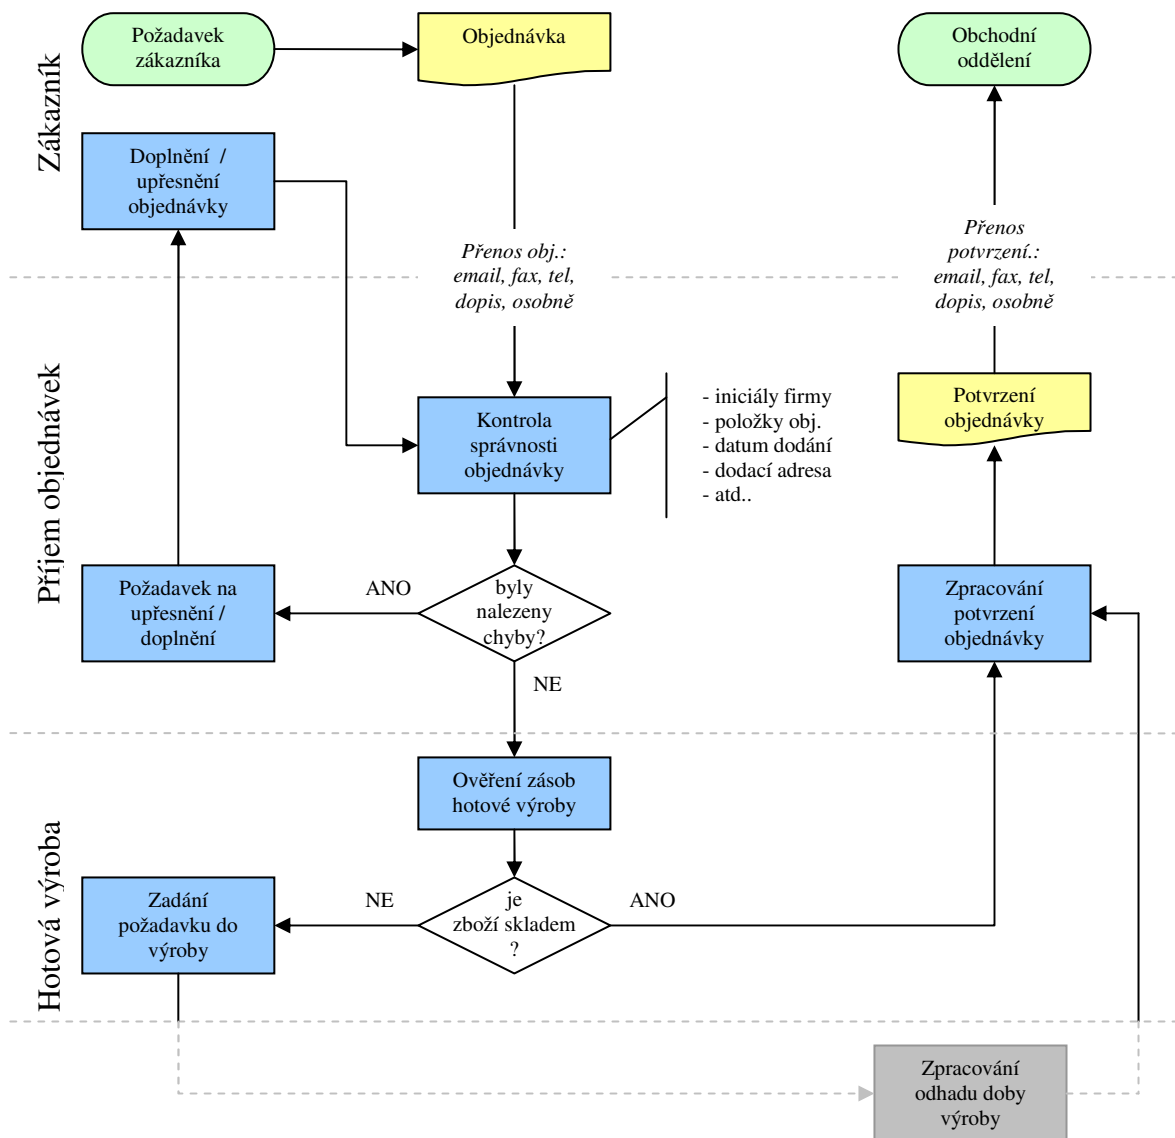 Zákazník
Požadavek
zákazníka
Objednávka
Obchodní
oddělení
Doplnění /
upřesnění
objednávky
Přenos obj.:
email, fax, tel,
dopis, osobně
Přenos
potvrzení.:
email, fax, tel,
dopis, osobně
Příjem objednávek
Kontrola
správnosti
objednávky
- iniciály firmy
- položky obj.
- datum dodání
- dodací adresa
- atd..
Potvrzení
objednávky
Požadavek na
upřesnění /
doplnění
ANO
byly
nalezeny
chyby?
NE
Zpracování
potvrzení
objednávky
Hotová výroba
Ověření zásob
hotové výroby
Zadání
požadavku do
výroby
NE
je
zboží skladem
?
ANO
Zpracování
odhadu doby
výroby